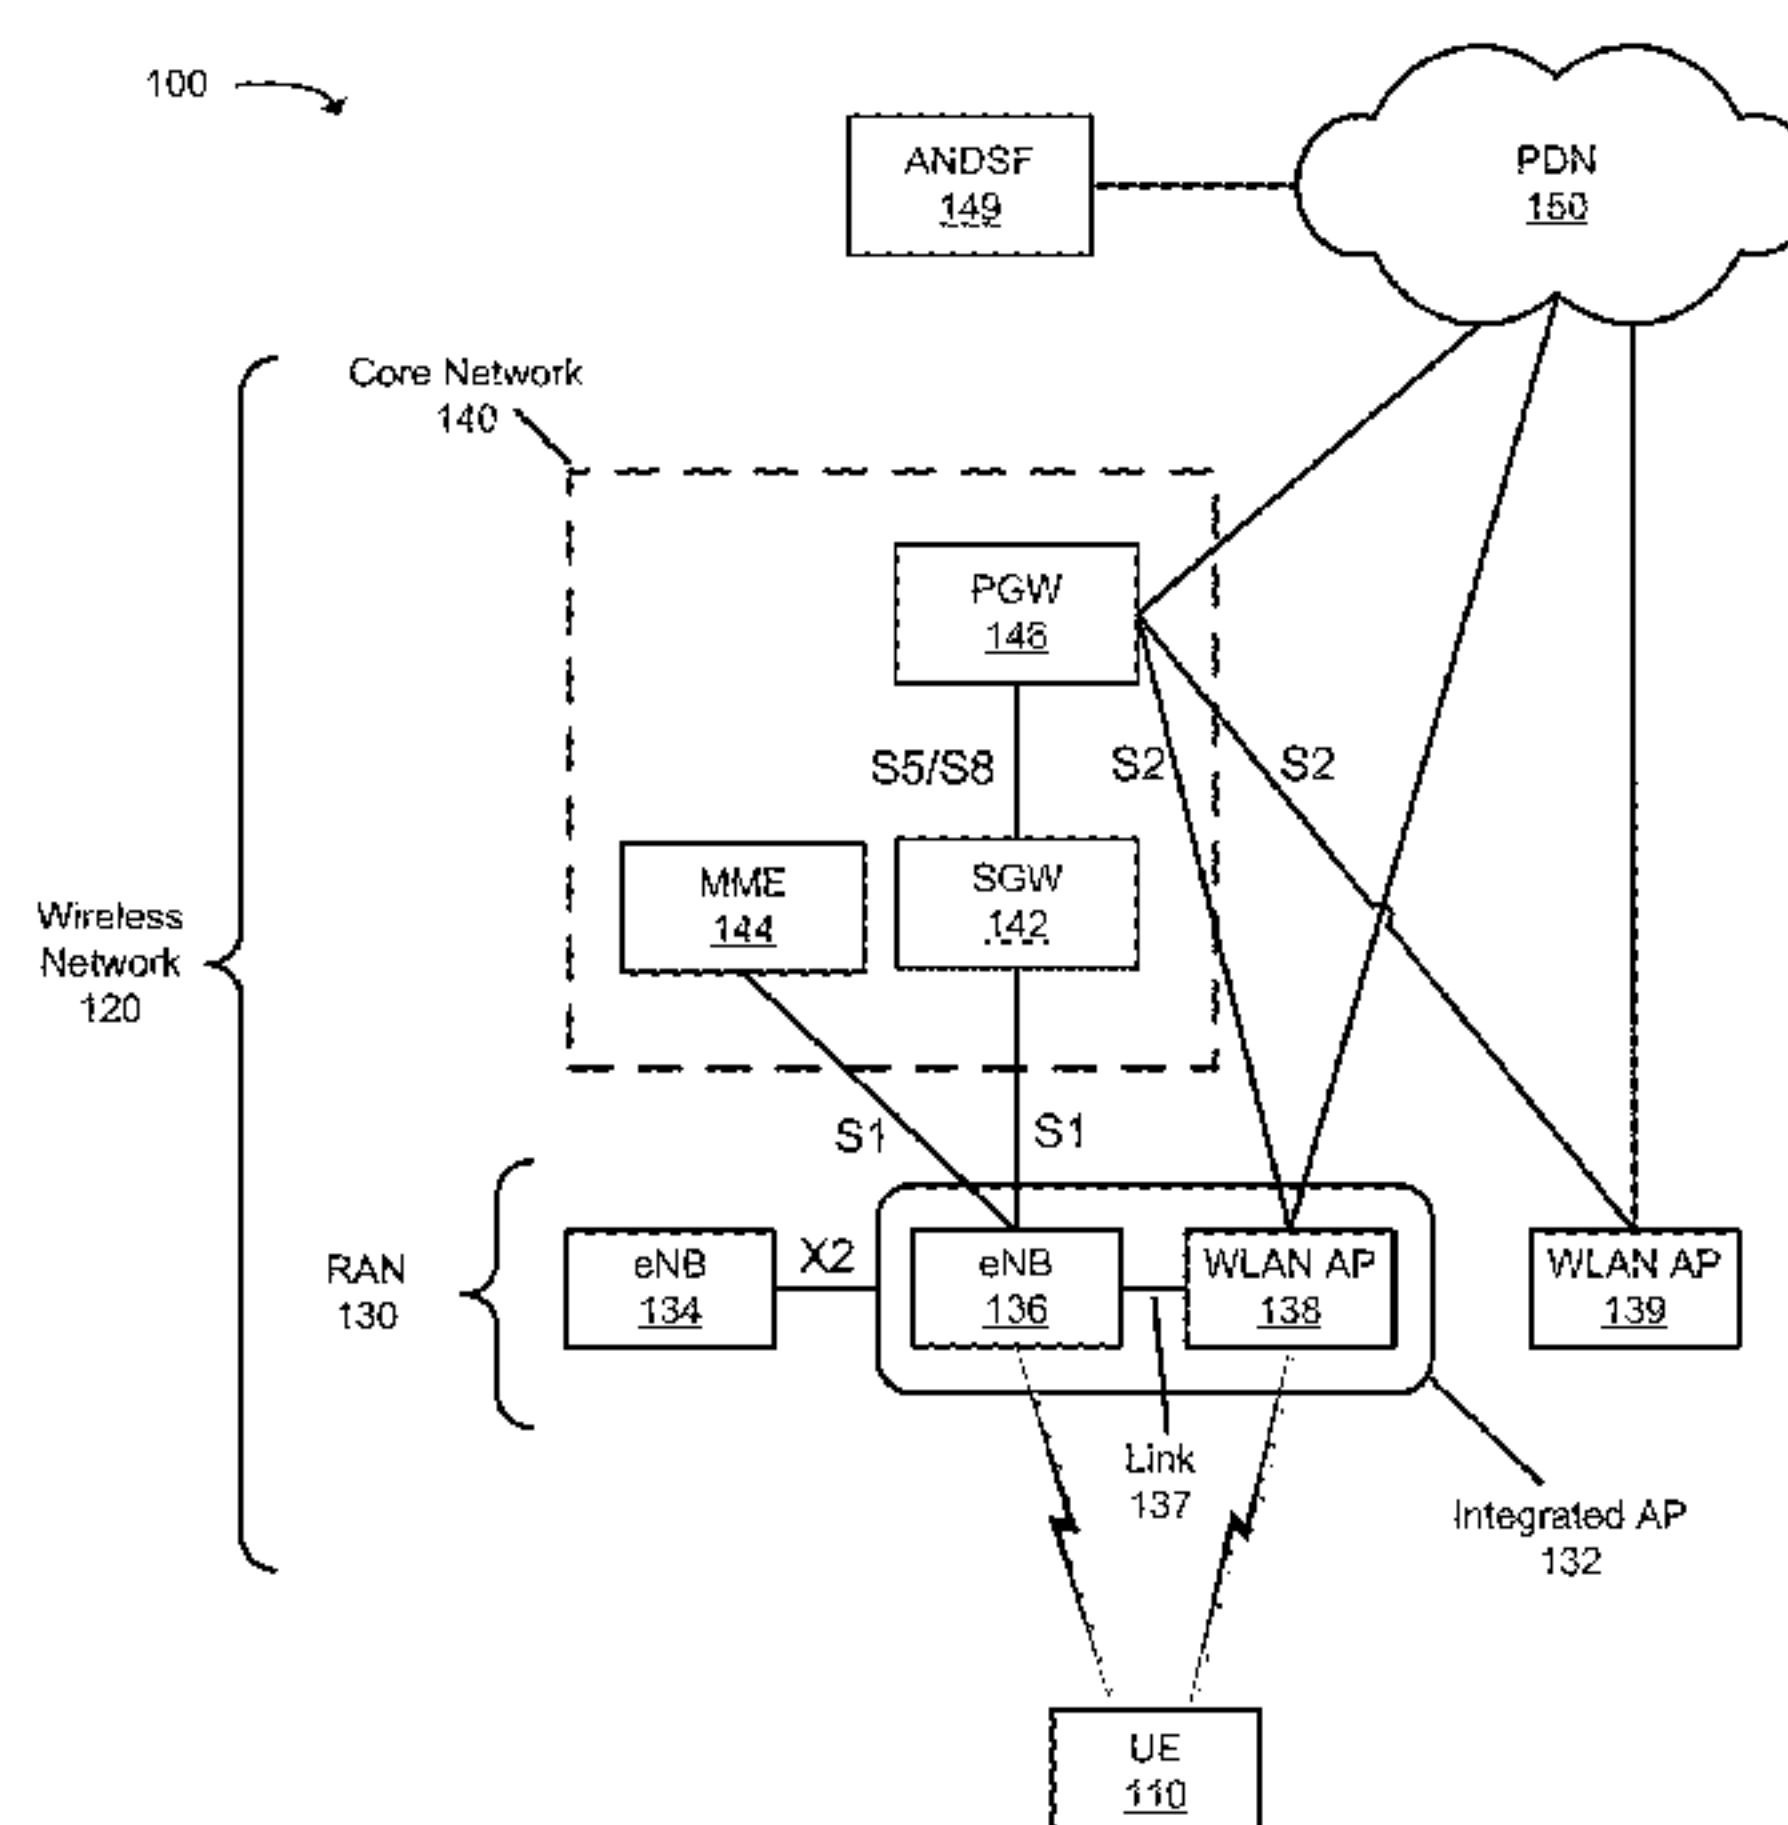 100
ANDSF
149
PDN
150
Core Network
140
PGW
146
S5/S8
S2
S2
MME
144
SGW
142
Wireless
Network
120
S1
S1
RAN
130
eNB
134
X2
eNB
136
WLAN AP
138
WLAN AP
139
Link
137
Integrated AP
132
UE
110